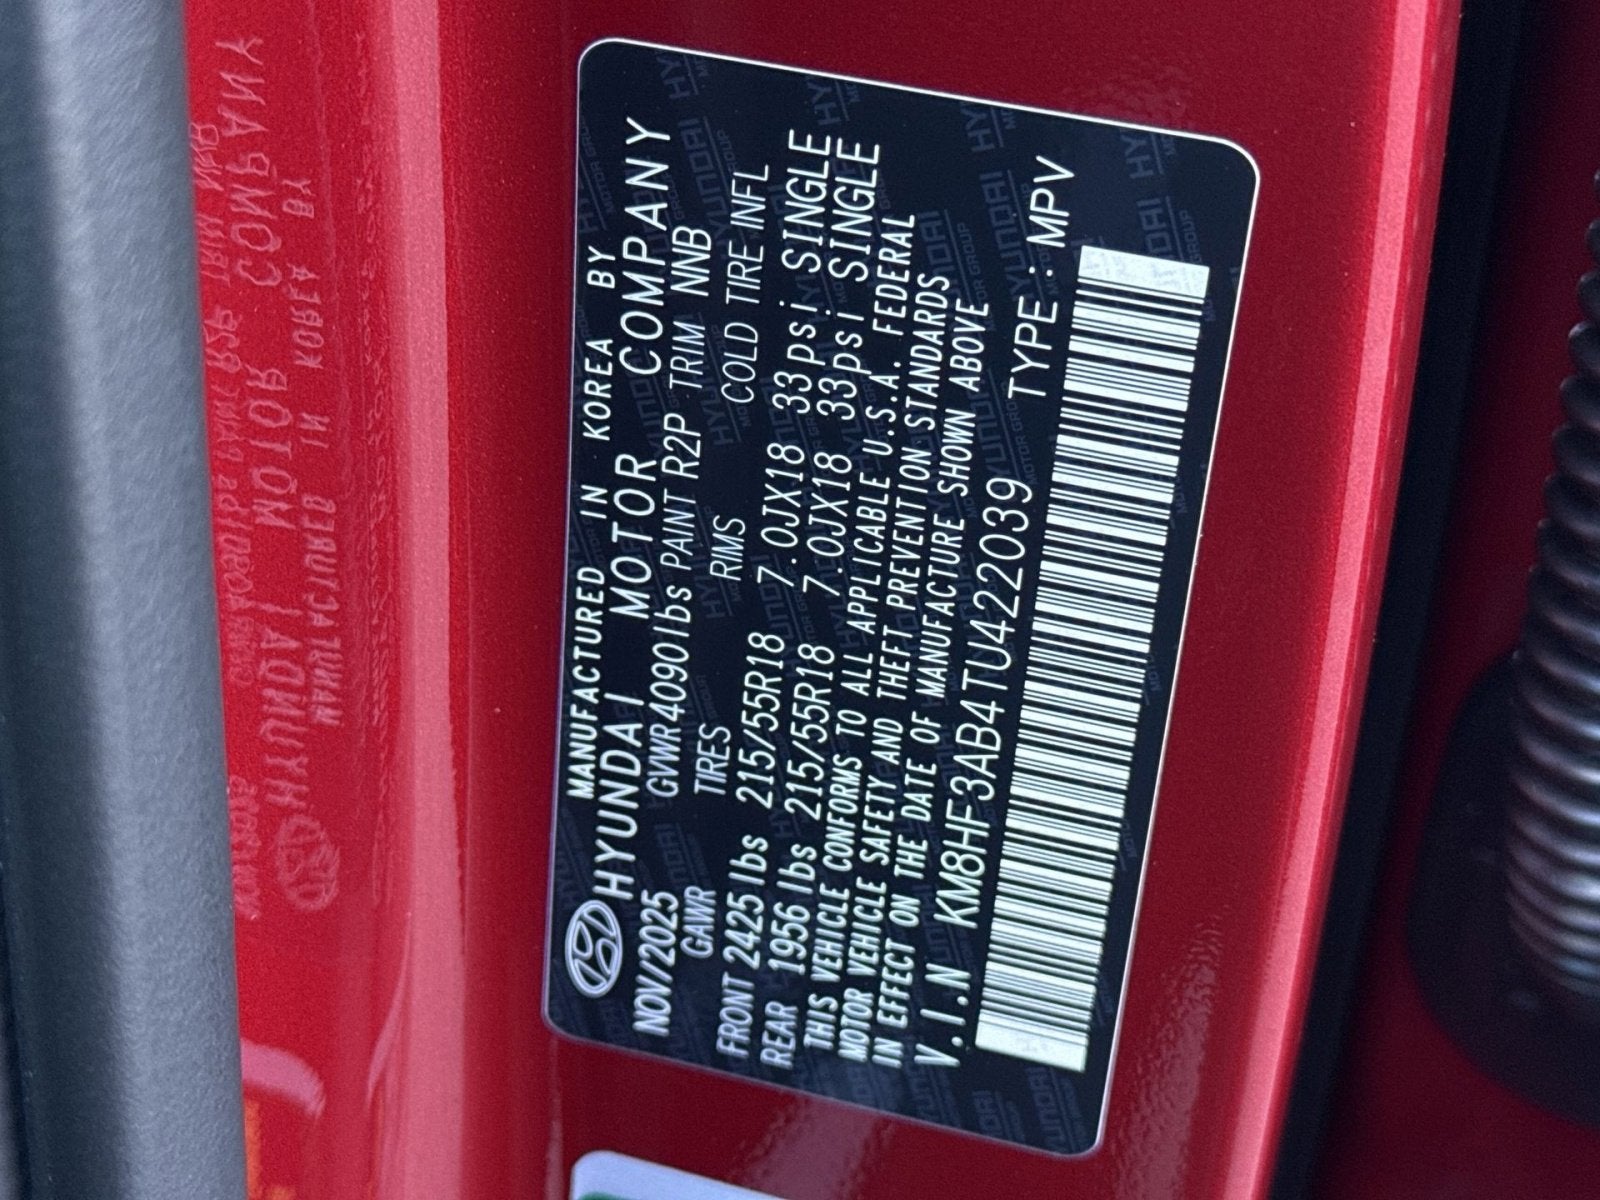 MANUFACTURED IN KOREA BY
HYUNDAI MOTOR COMPANY
NOV/2025 GVWR4090lbs PAINT R2P TRIM NNB
GAWR TIRES RIMS COLD TIRE INFL
FRONT 2425 lbs 215/55R18 7.0JX18 33psi SINGLE
REAR 1956 lbs 215/55R18 7.0JX18 33psi SINGLE
THIS VEHICLE CONFORMS TO ALL APPLICABLE U.S.A. FEDERAL
MOTOR VEHICLE SAFETY AND THEFT PREVENTION STANDARDS
IN EFFECT ON THE DATE OF MANUFACTURE SHOWN ABOVE
V.I.N KM8HF3AB4TU422039 TYPE : MPV